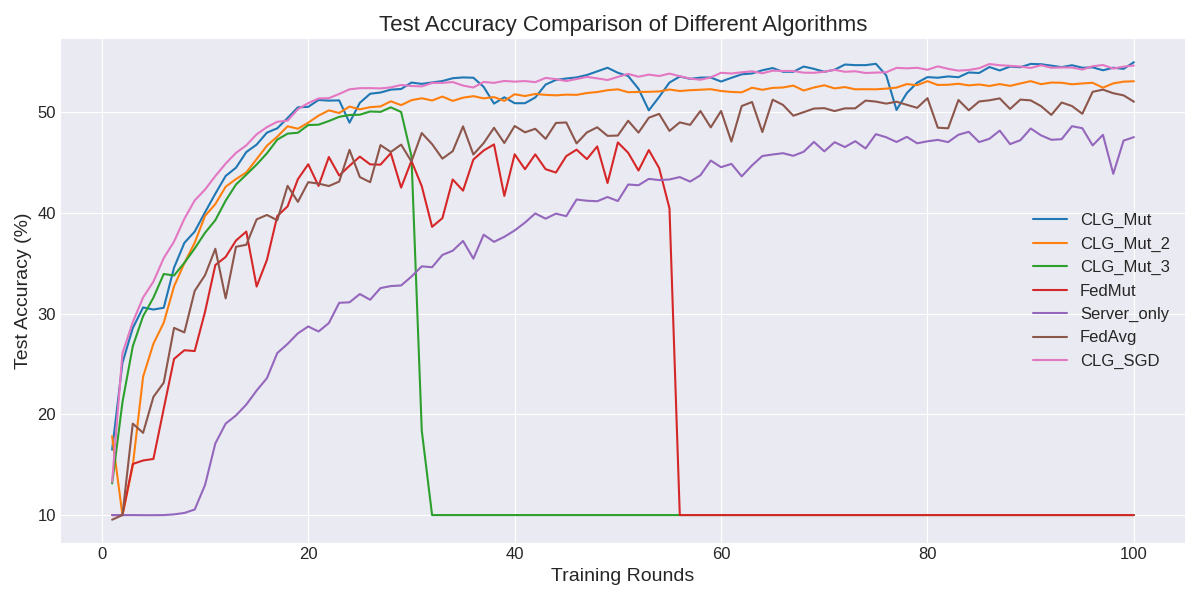 Test Accuracy Comparison of Different Algorithms
Test Accuracy (%)
50
40
30
20
10
CLG_Mut
CLG_Mut_2
CLG_Mut_3
FedMut
Server_only
FedAvg
CLG_SGD
0
20
40
60
80
100
Training Rounds